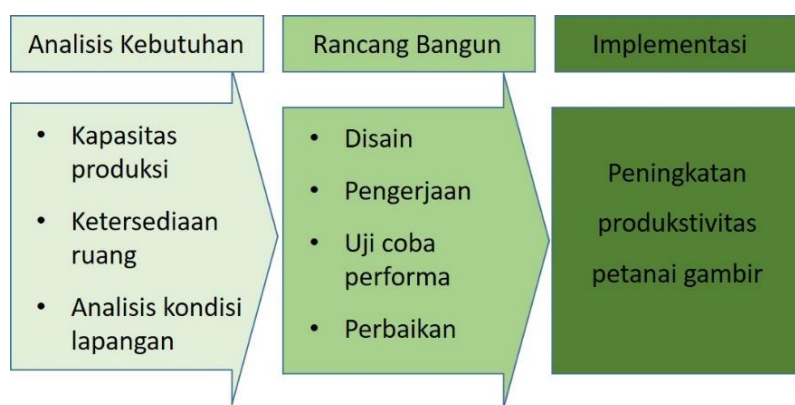 Analisis Kebutuhan
• Kapasitas
produksi
• Ketersediaan
ruang
• Analisis kondisi
lapangan
Rancang Bangun
• Disain
• Pengerjaan
• Uji coba
performa
• Perbaikan
Implementasi
Peningkatan
produkstivitas
petanai gambir